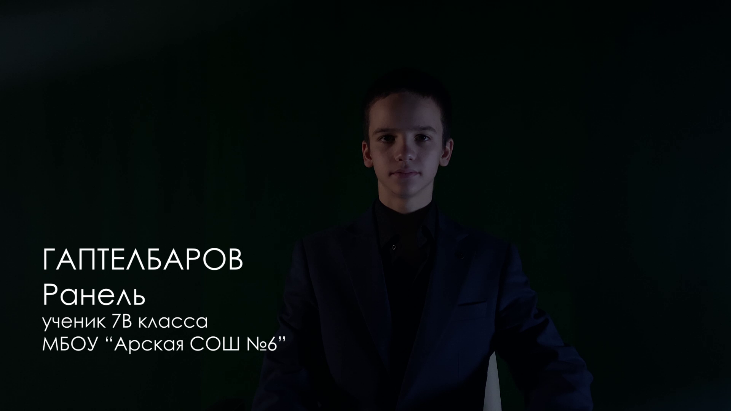 ГАПТЕЛБАРОВ
Ранель
ученик 7В класса
МБОУ “Арская СОШ №6”